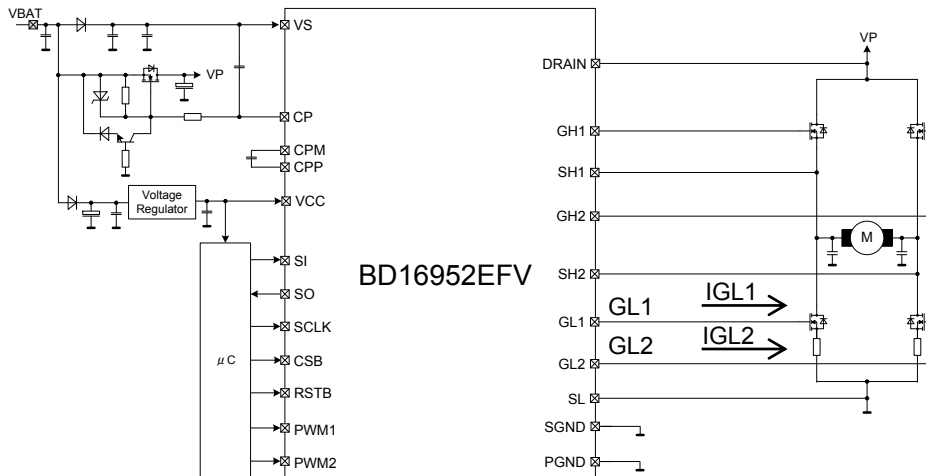 VBAT
VS
VP
CP
CPM
CPP
Voltage
Regulator
VCC
SI
SO
SCLK
CSB
RSTB
PWM1
PWM2
μC
BD16952EFV
DRAIN
GH1
SH1
GH2
SH2
GL1
GL2
SL
SGND
PGND
GL1
IGL1
GL2
IGL2
VP
M